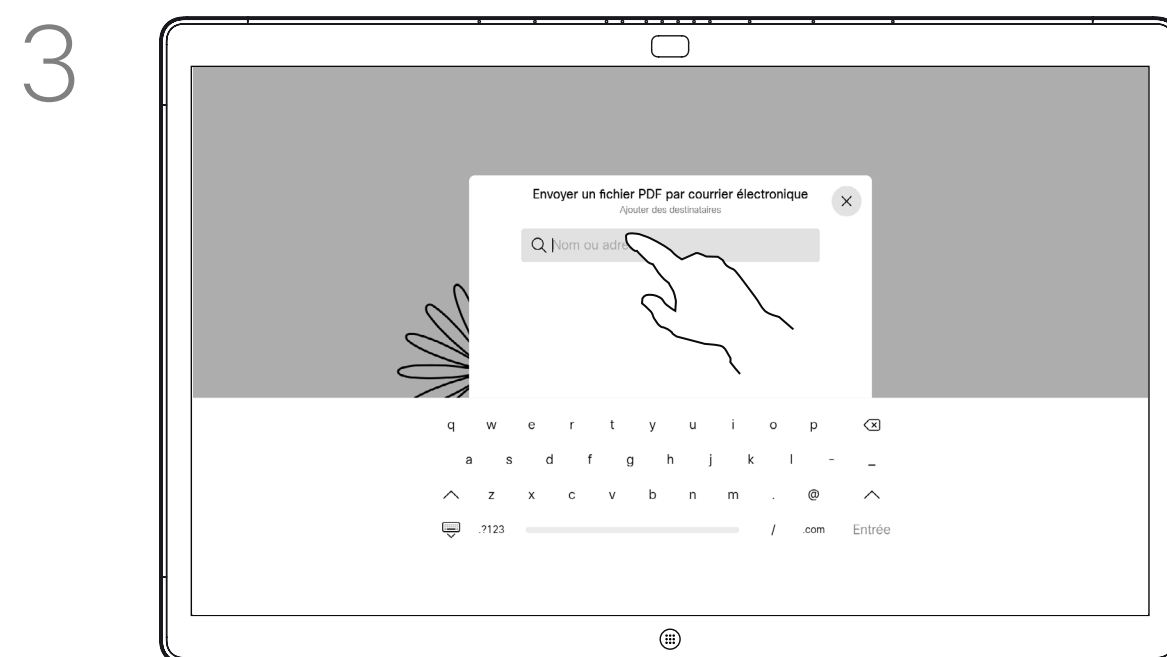 3
Envoyer un fichier PDF par courrier électronique
Ajouter des destinataires
Nom ou adre
q w e r t y u i o p
a s d f g h j k l - _
z x c v b n m . @
.?123 / .com Entrée